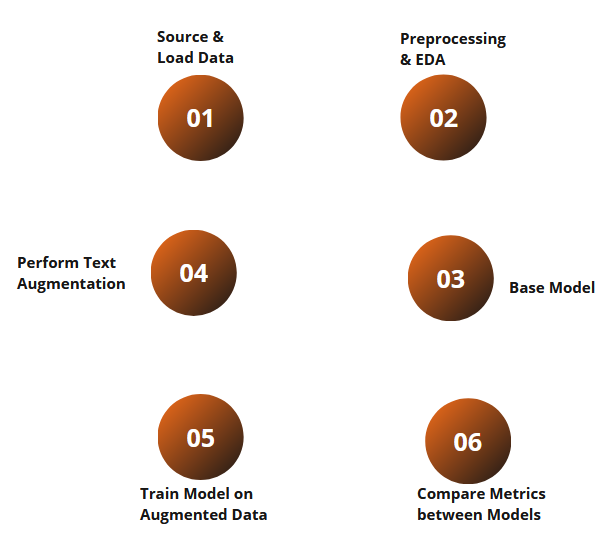 Source &
Load Data
01
Preprocessing
& EDA
02
Base Model
03
Perform Text
Augmentation
04
05
Train Model on
Augmented Data
06
Compare Metrics
between Models